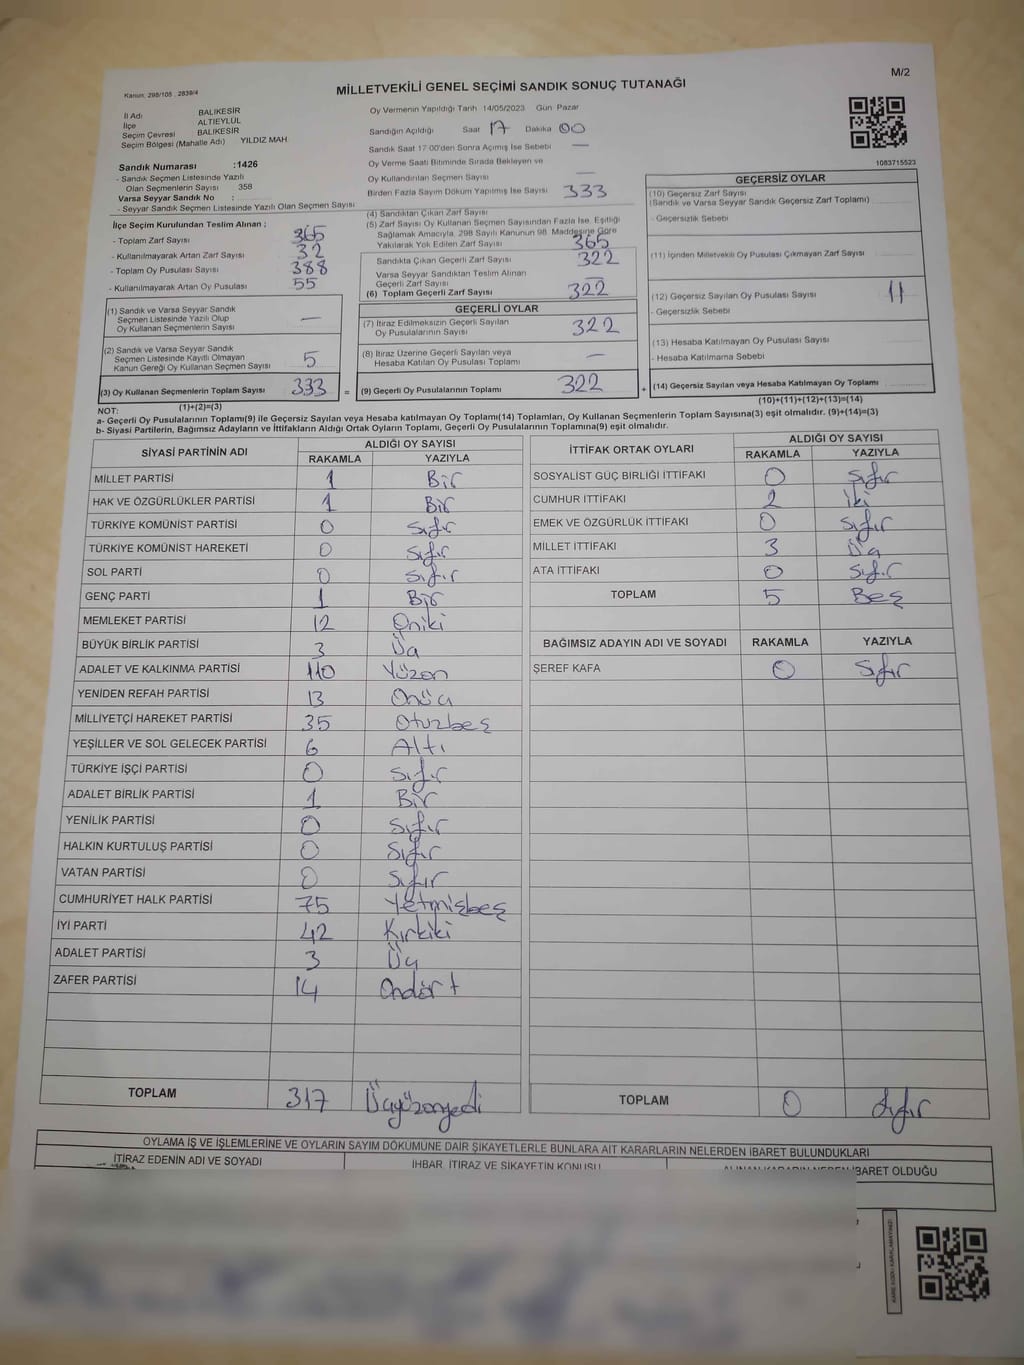 M/2
Kanun: 298/105 , 2839/4
MİLLETVEKİLİ GENEL SEÇİMİ SANDIK SONUÇ TUTANAĞI
İl Adı BALIKESİR
İlçe ALTIEYLÜL
Seçim Çevresi BALIKESİR
Seçim Bölgesi (Mahalle Adı) YILDIZ MAH.
Sandık Numarası :1426
- Sandık Seçmen Listesinde Yazılı
Olan Seçmenlerin Sayısı : 358
Varsa Seyyar Sandık No :
- Seyyar Sandık Seçmen Listesinde Yazılı Olan Seçmen Sayısı
Oy Vermenin Yapıldığı Tarih 14/05/2023 Gün Pazar
Sandığın Açıldığı Saat 17 Dakika 00
Sandık Saat 17:00'den Sonra Açılmış İse Sebebi —
Oy Verme Saati Bitiminde Sırada Bekleyen ve
Oy Kullandırılan Seçmen Sayısı —
Birden Fazla Sayım Döküm Yapılmış İse Sayısı
333
1083715523
İlçe Seçim Kurulundan Teslim Alınan ;
- Toplam Zarf Sayısı 365
- Kullanılmayarak Artan Zarf Sayısı 32
- Toplam Oy Pusulası Sayısı 388
- Kullanılmayarak Artan Oy Pusulası 55
(1) Sandık ve Varsa Seyyar Sandık
Seçmen Listesinde Yazılı Olup
Oy Kullanan Seçmenlerin Sayısı —
(2) Sandık ve Varsa Seyyar Sandık
Seçmen Listesinde Kayıtlı Olmayan
Kanun Gereği Oy Kullanan Seçmen Sayısı 5
(3) Oy Kullanan Seçmenlerin Toplam Sayısı 333 =
(1)+(2)=(3)
(4) Sandıktan Çıkan Zarf Sayısı
(5) Zarf Sayısı Oy Kullanan Seçmen Sayısından Fazla İse, Eşitliği
Sağlamak Amacıyla, 298 Sayılı Kanunun 98. Maddesine Göre
Yakılarak Yok Edilen Zarf Sayısı 365
Sandıkta Çıkan Geçerli Zarf Sayısı 322
Varsa Seyyar Sandıktan Teslim Alınan
Geçerli Zarf Sayısı —
(6) Toplam Geçerli Zarf Sayısı 322
GEÇERLİ OYLAR
(7) İtiraz Edilmeksizin Geçerli Sayılan
Oy Pusulalarının Sayısı 322
(8) İtiraz Üzerine Geçerli Sayılan veya
Hesaba Katılan Oy Pusulası Toplamı —
(9) Geçerli Oy Pusulalarının Toplamı 322 +
GEÇERSİZ OYLAR
(10) Geçersiz Zarf Sayısı
(Sandık ve Varsa Seyyar Sandık Geçersiz Zarf Toplamı)
- Geçersizlik Sebebi
(11) İçinden Milletvekili Oy Pusulası Çıkmayan Zarf Sayısı
(12) Geçersiz Sayılan Oy Pusulası Sayısı 11
- Geçersizlik Sebebi
(13) Hesaba Katılmayan Oy Pusulası Sayısı
- Hesaba Katılmama Sebebi
(14) Geçersiz Sayılan veya Hesaba Katılmayan Oy Toplamı
(10)+(11)+(12)+(13)=(14)
NOT:
a- Geçerli Oy Pusulalarının Toplamı(9) ile Geçersiz Sayılan veya Hesaba katılmayan Oy Toplamı(14) Toplamları, Oy Kullanan Seçmenlerin Toplam Sayısına(3) eşit olmalıdır. (9)+(14)=(3)
b- Siyasi Partilerin, Bağımsız Adayların ve İttifakların Aldığı Ortak Oyların Toplamı, Geçerli Oy Pusulalarının Toplamına(9) eşit olmalıdır.
SİYASİ PARTİNİN ADI ALDIĞI OY SAYISI
RAKAMLA YAZIYLA
MİLLET PARTİSİ 1 Bir
HAK VE ÖZGÜRLÜKLER PARTİSİ 1 Bir
TÜRKİYE KOMÜNİST PARTİSİ 0 Sıfır
TÜRKİYE KOMÜNİST HAREKETİ 0 Sıfır
SOL PARTİ 0 Sıfır
GENÇ PARTİ 1 Bir
MEMLEKET PARTİSİ 12 Oniki
BÜYÜK BİRLİK PARTİSİ 3 Üç
ADALET VE KALKINMA PARTİSİ 110 Yüzon
YENİDEN REFAH PARTİSİ 13 Onüç
MİLLİYETÇİ HAREKET PARTİSİ 35 Otuzbeş
YEŞİLLER VE SOL GELECEK PARTİSİ 6 Altı
TÜRKİYE İŞÇİ PARTİSİ 0 Sıfır
ADALET BİRLİK PARTİSİ 1 Bir
YENİLİK PARTİSİ 0 Sıfır
HALKIN KURTULUŞ PARTİSİ 0 Sıfır
VATAN PARTİSİ 0 Sıfır
CUMHURİYET HALK PARTİSİ 75 Yetmişbeş
İYİ PARTİ 42 Kırkiki
ADALET PARTİSİ 3 Üç
ZAFER PARTİSİ 14 Ondört
TOPLAM 317 Üçyüzonyedi
İTTİFAK ORTAK OYLARI ALDIĞI OY SAYISI
RAKAMLA YAZIYLA
SOSYALİST GÜÇ BİRLİĞİ İTTİFAKI 0 Sıfır
CUMHUR İTTİFAKI 2 İki
EMEK VE ÖZGÜRLÜK İTTİFAKI 0 Sıfır
MİLLET İTTİFAKI 3 Üç
ATA İTTİFAKI 0 Sıfır
TOPLAM 5 Beş
BAĞIMSIZ ADAYIN ADI VE SOYADI RAKAMLA YAZIYLA
ŞEREF KAFA 0 Sıfır
TOPLAM 0 Sıfır
OYLAMA İŞ VE İŞLEMLERİNE VE OYLARIN SAYIM DÖKÜMÜNE DAİR ŞİKAYETLERLE BUNLARA AİT KARARLARIN NELERDEN İBARET BULUNDUKLARI
İTİRAZ EDENİN ADI VE SOYADI İHBAR, İTİRAZ VE ŞİKAYETİN KONUSU ALINAN KARARIN NEDEN İBARET OLDUĞU
KARE KODU KARALAMAYINIZ!